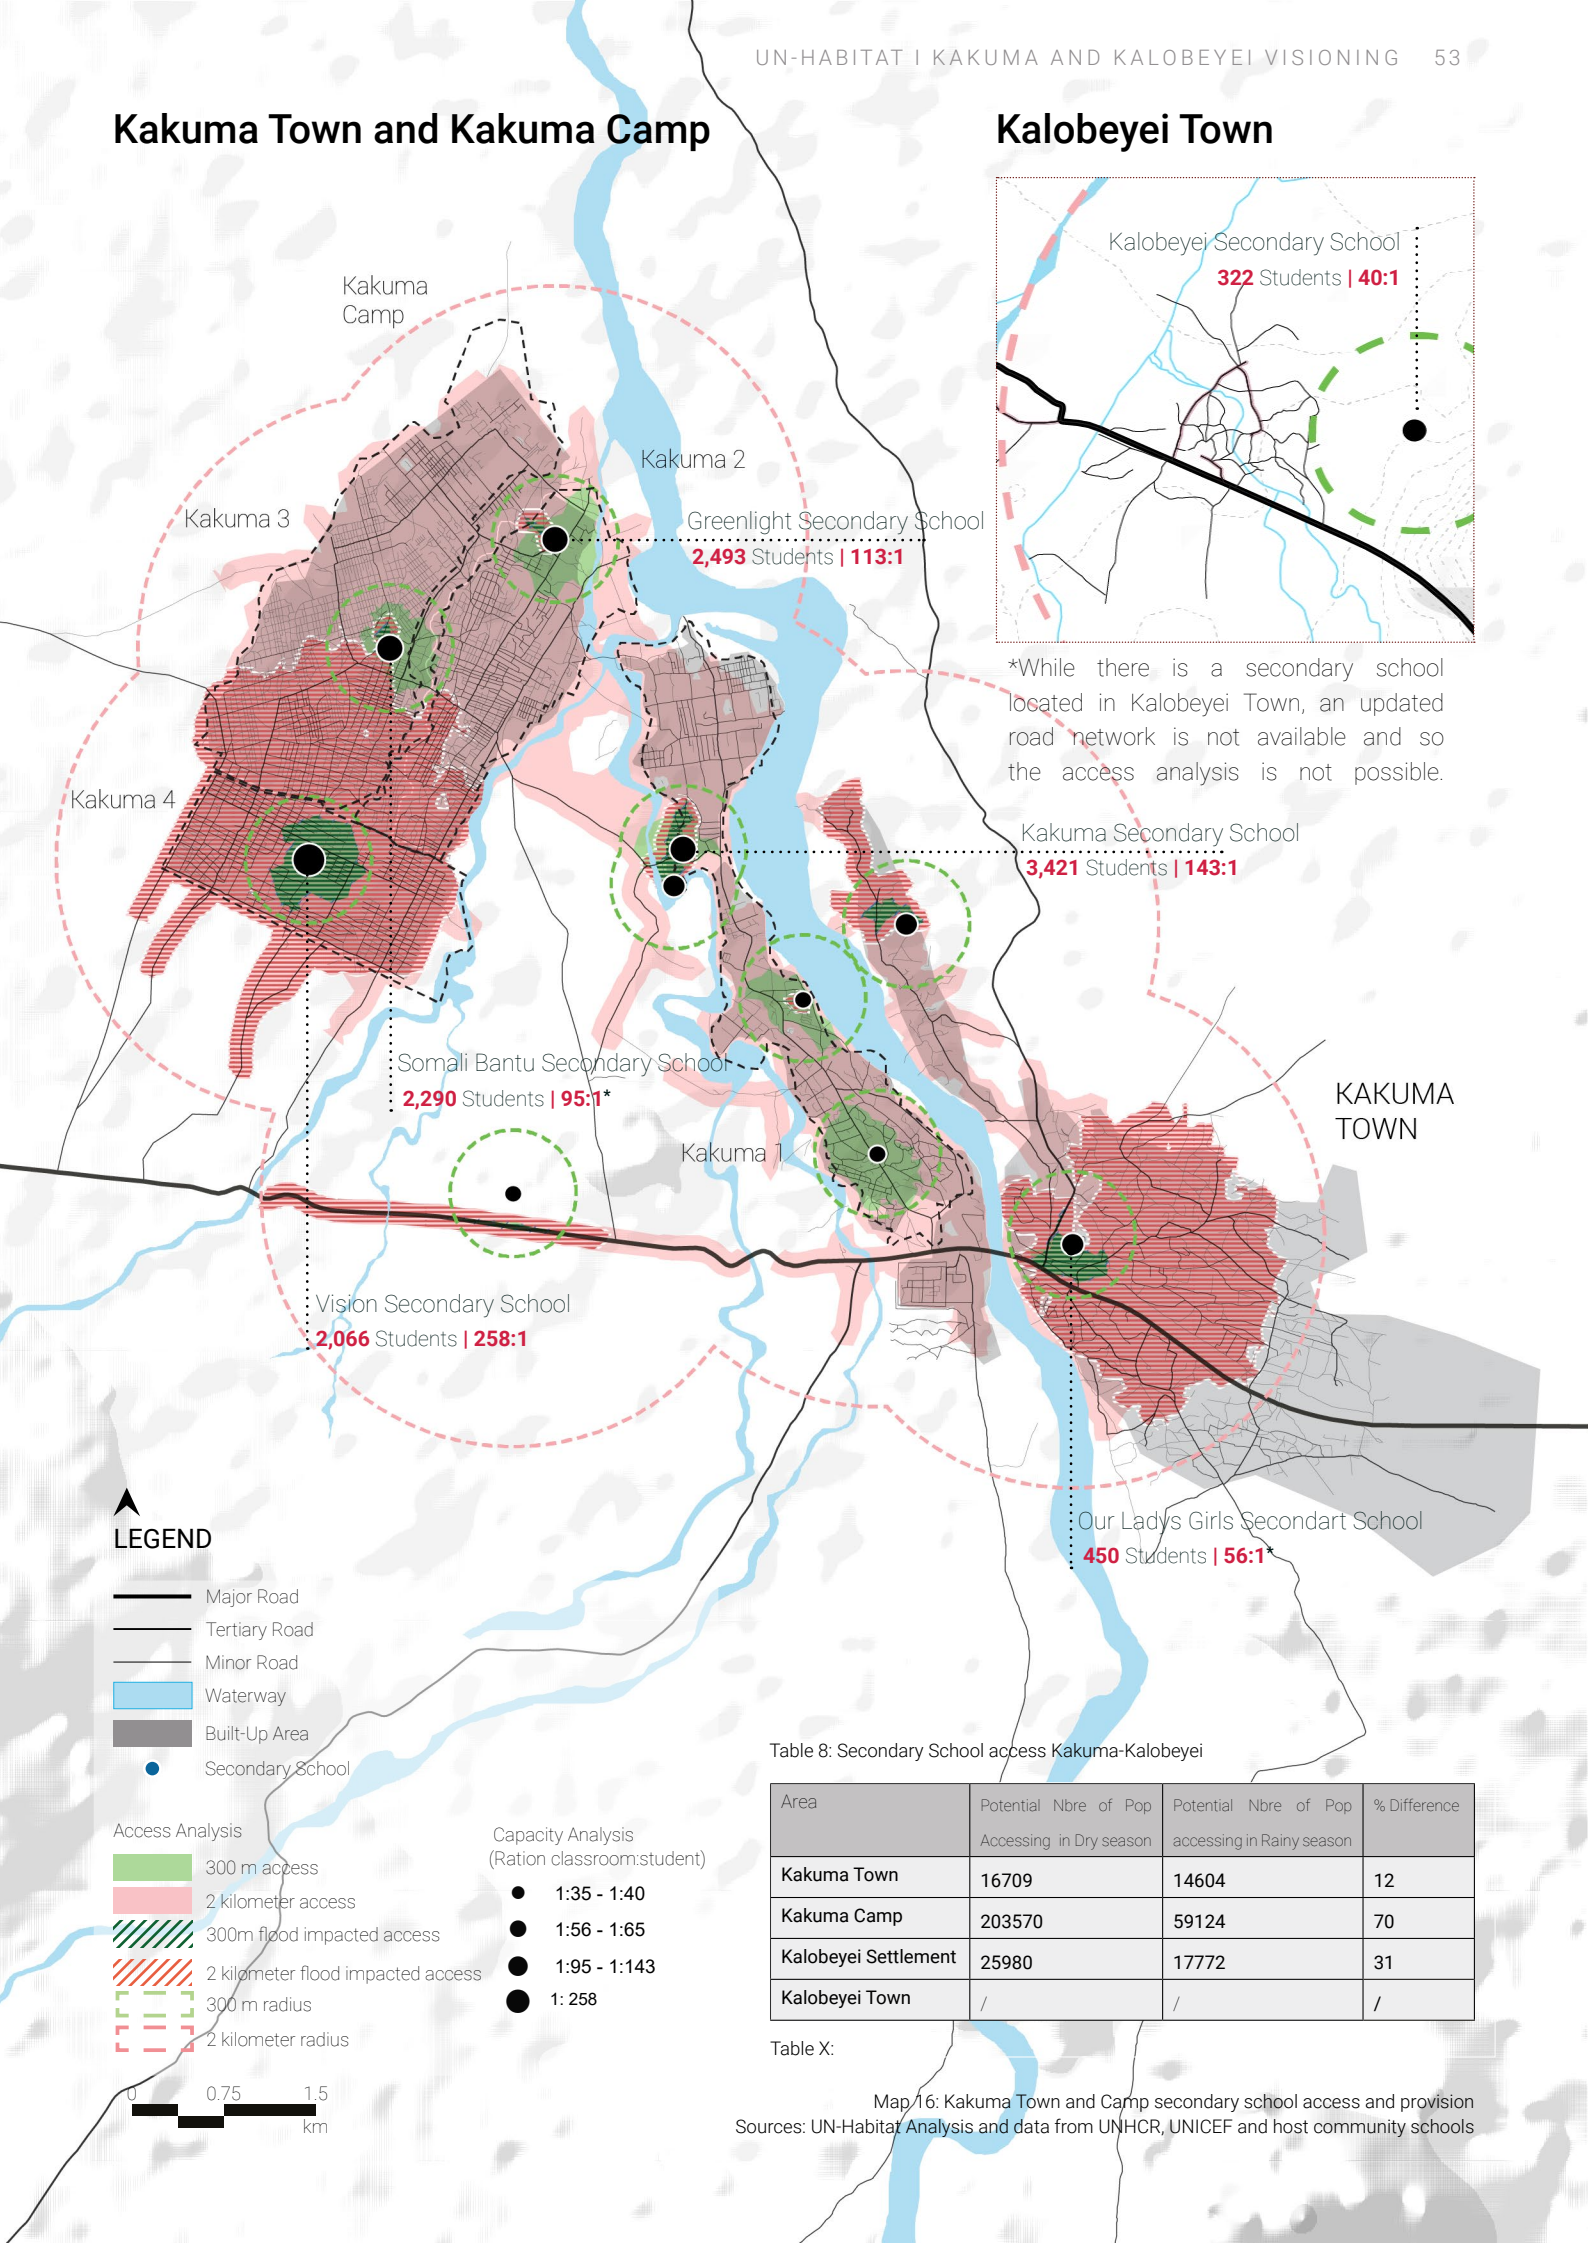 UN-HABITAT I KAKUMA AND KALOBEYEI VISIONING 53
Kakuma Town and Kakuma Camp
Kalobeyei Town
Kalobeyei Secondary School
322 Students | 40:1
Kakuma
Camp
Kakuma 2
Kakuma 3
Greenlight Secondary School
2,493 Students | 113:1
*While there is a secondary school
located in Kalobeyei Town, an updated
road network is not available and so
the access analysis is not possible.
Kakuma 4
Kakuma Secondary School
3,421 Students | 143:1
Somali Bantu Secondary School
2,290 Students | 95:1*
KAKUMA
TOWN
Kakuma 1
Vision Secondary School
2,066 Students | 258:1
Our Ladys Girls Secondart School
450 Students | 56:1*
LEGEND
Major Road
Tertiary Road
Minor Road
Waterway
Built-Up Area
Secondary School
Access Analysis
300 m access
2 kilometer access
300m flood impacted access
2 kilometer flood impacted access
300 m radius
2 kilometer radius
0 0.75 1.5
km
Capacity Analysis
(Ration classroom:student)
1:35 - 1:40
1:56 - 1:65
1:95 - 1:143
1: 258
Table 8: Secondary School access Kakuma-Kalobeyei
Area Potential Nbre of Pop Potential Nbre of Pop % Difference
Accessing in Dry season accessing in Rainy season
Kakuma Town 16709 14604 12
Kakuma Camp 203570 59124 70
Kalobeyei Settlement 25980 17772 31
Kalobeyei Town / / /
Table X:
Map 16: Kakuma Town and Camp secondary school access and provision
Sources: UN-Habitat Analysis and data from UNHCR, UNICEF and host community schools